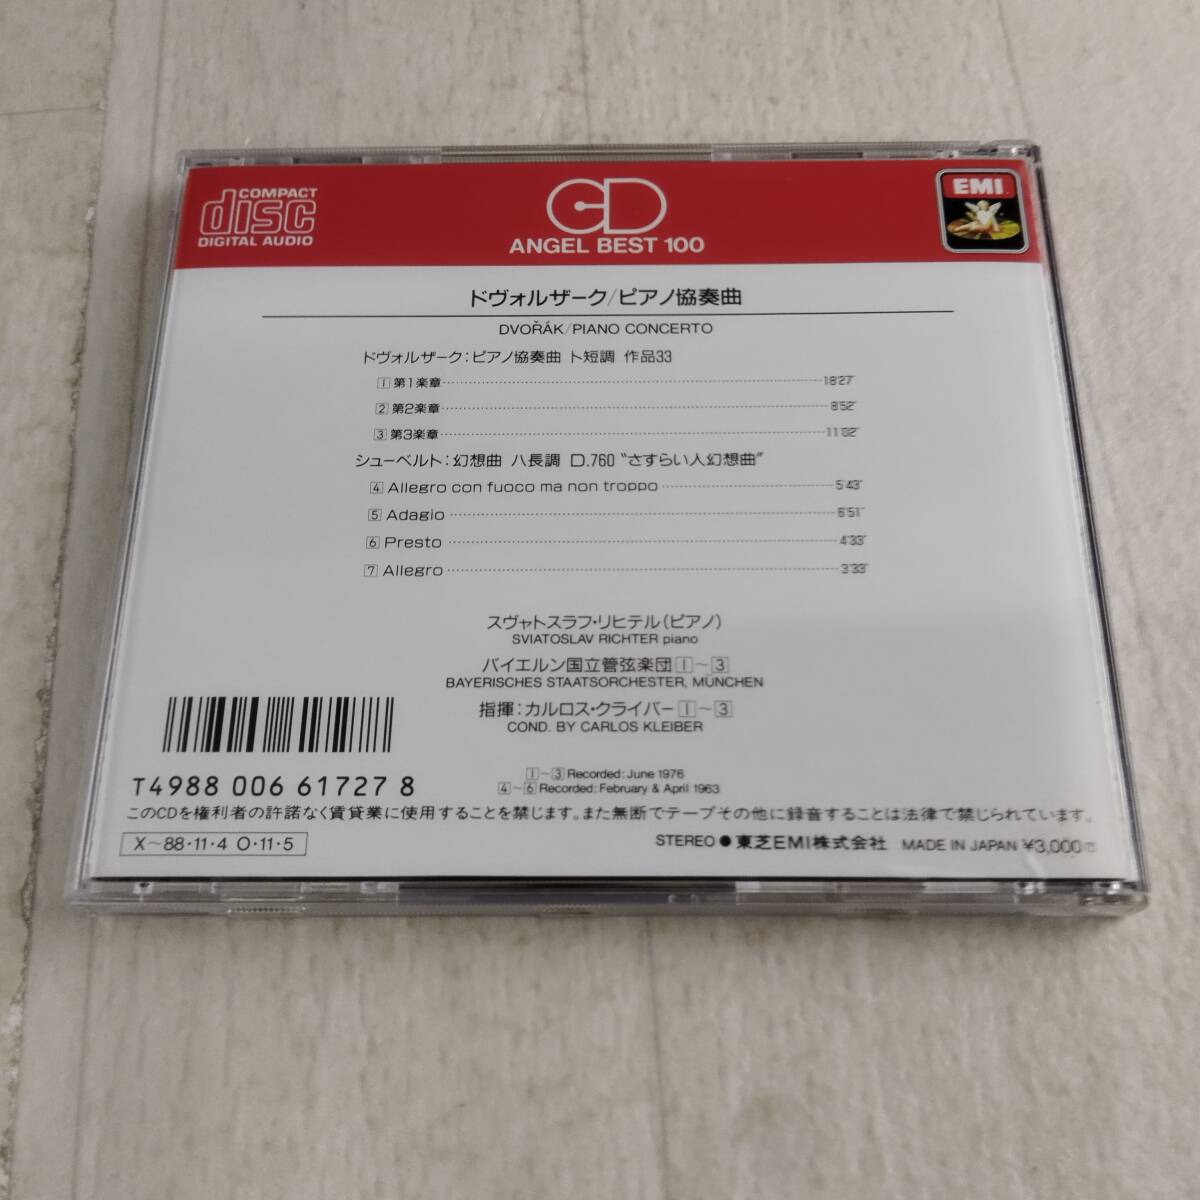 COMPACT
disc
DIGITAL AUDIO
CD
ANGEL BEST 100
EMI
ドヴォルザーク/ピアノ協奏曲
DVOŘÁK/PIANO CONCERTO
ドヴォルザーク:ピアノ協奏曲 ト短調 作品33
1 第1楽章 18'27"
2 第2楽章 8'52"
3 第3楽章 11'02"
シューベルト:幻想曲 ハ長調 D.760 “さすらい人幻想曲”
4 Allegro con fuoco ma non troppo 5'43"
5 Adagio 6'51"
6 Presto 4'33"
7 Allegro 3'33"
スヴャトスラフ・リヒテル(ピアノ)
SVIATOSLAV RICHTER piano
バイエルン国立管弦楽団 1～3
BAYERISCHES STAATSORCHESTER, MÜNCHEN
指揮:カルロス・クライバー 1～3
COND. BY CARLOS KLEIBER
1～3 Recorded: June 1976
4～6 Recorded: February & April 1963
T4988 006 61727 8
このCDを権利者の許諾なく賃貸業に使用することを禁じます。また無断でテープその他に録音することは法律で禁じられています。
X～88・11・4 O・11・5
STEREO ● 東芝EMI株式会社 MADE IN JAPAN ¥3,000